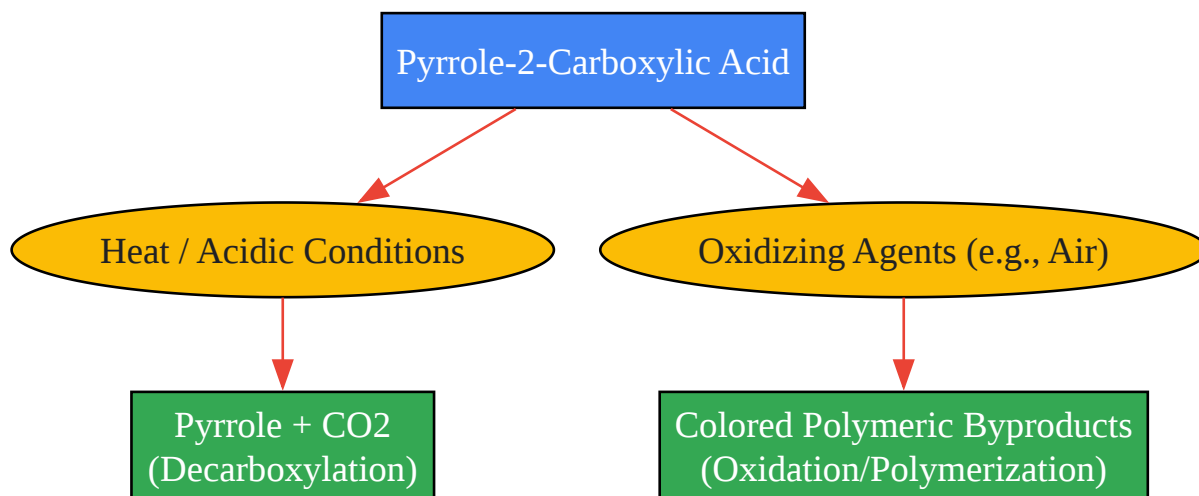 Pyrrole-2-Carboxylic Acid
Heat / Acidic Conditions
Oxidizing Agents (e.g., Air)
Pyrrole + CO2
(Decarboxylation)
Colored Polymeric Byproducts
(Oxidation/Polymerization)